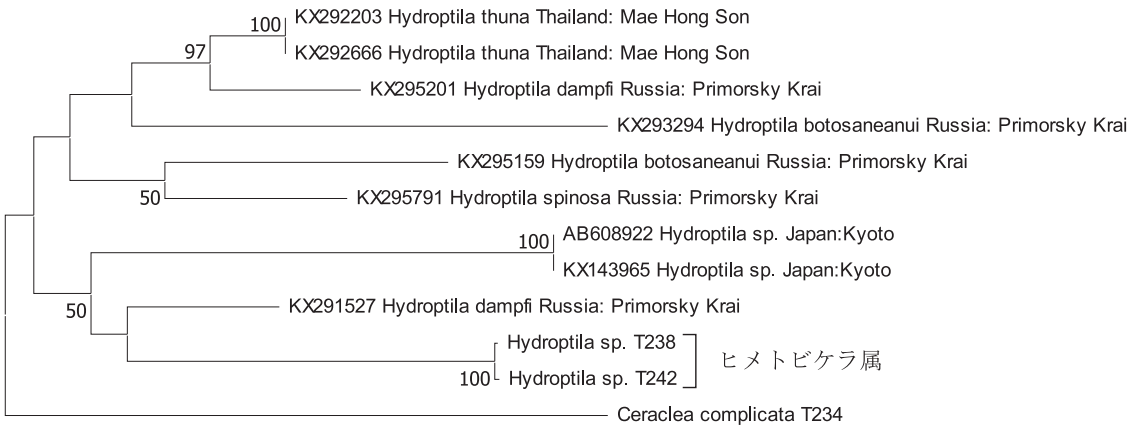 KX292203 Hydroptila thuna Thailand: Mae Hong Son
100
KX292666 Hydroptila thuna Thailand: Mae Hong Son
97
KX295201 Hydroptila dampfi Russia: Primorsky Krai
KX293294 Hydroptila botosaneanui Russia: Primorsky Krai
KX295159 Hydroptila botosaneanui Russia: Primorsky Krai
50
KX295791 Hydroptila spinosa Russia: Primorsky Krai
AB608922 Hydroptila sp. Japan:Kyoto
100
KX143965 Hydroptila sp. Japan:Kyoto
50
KX291527 Hydroptila dampfi Russia: Primorsky Krai
Hydroptila sp. T238
ヒメトビケラ属
100
Hydroptila sp. T242
Ceraclea complicata T234